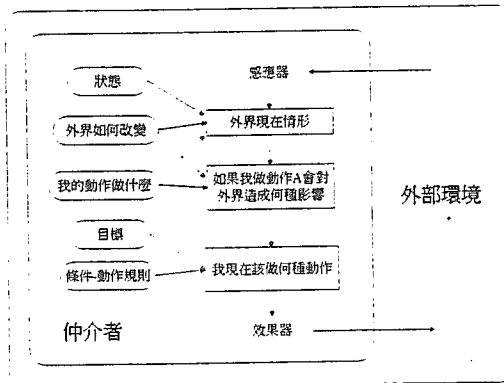 感應器
狀態
外界如何改變
外界現在情形
我的動作做什麼
如果我做動作A會對
外界造成何種影響
外部環境
目標
條件-動作規則
我現在該做何種動作
仲介者
效果器